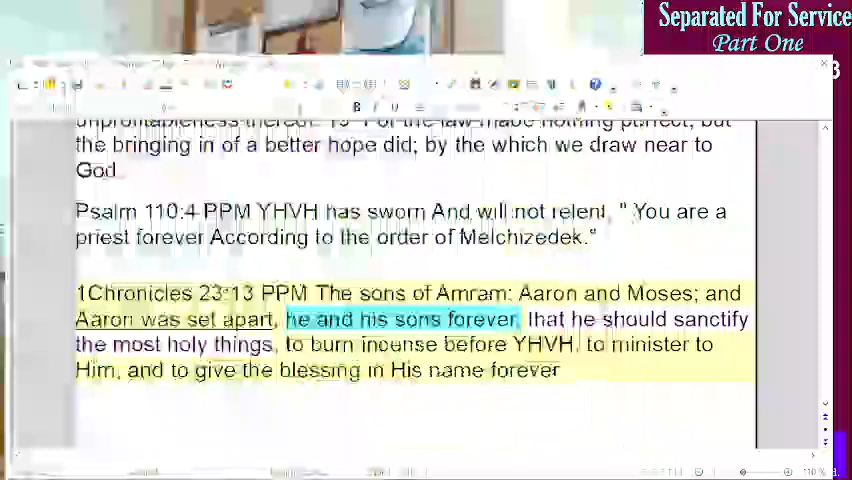 Separated For Service
Part One
3
unprofitableness thereof. 19 For the law made nothing perfect, but
the bringing in of a better hope did; by the which we draw near to
God.
Psalm 110:4 PPM YHVH has sworn And will not relent, " You are a
priest forever According to the order of Melchizedek."
1Chronicles 23:13 PPM The sons of Amram: Aaron and Moses; and
Aaron was set apart, he and his sons forever, that he should sanctify
the most holy things, to burn incense before YHVH, to minister to
Him, and to give the blessing in His name forever
B I U
110 %